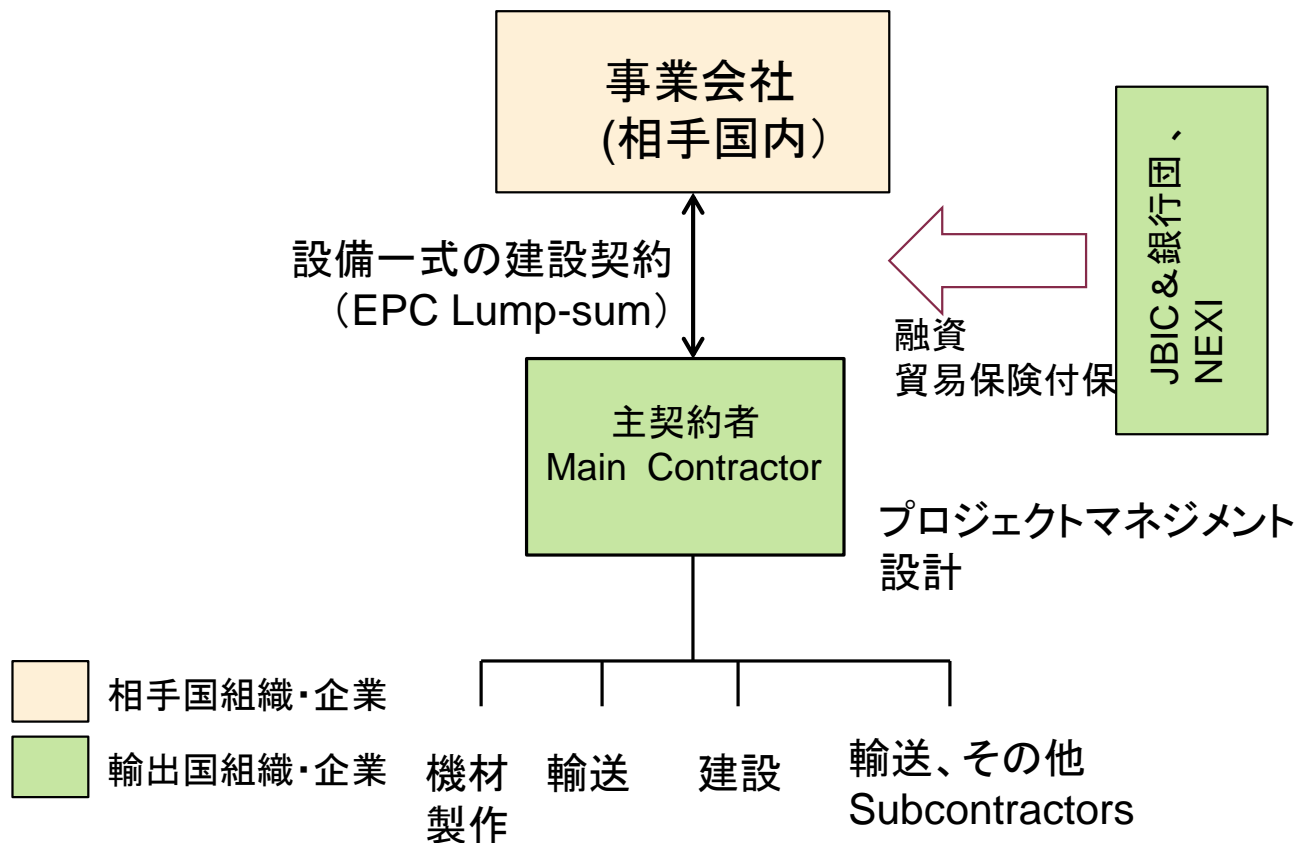 事業会社
(相手国内）
JBIC＆銀行団、
NEXI
設備一式の建設契約
（EPC Lump-sum）
融資
貿易保険付保
主契約者
Main Contractor
プロジェクトマネジメント
設計
相手国組織・企業
輸出国組織・企業
機材
製作
輸送
建設
輸送、その他
Subcontractors